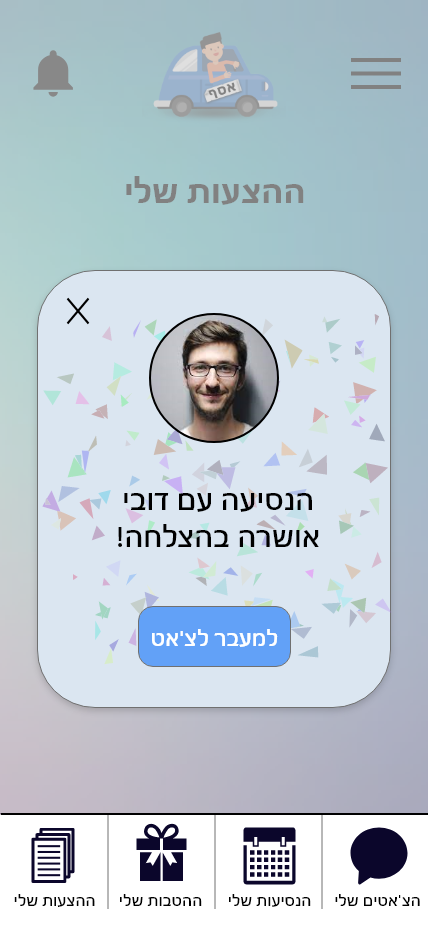 אסף
ההצעות שלי
הנסיעה עם דובי
אושרה בהצלחה!
למעבר לצ'אט
הצ'אטים שלי
הנסיעות שלי
ההטבות שלי
ההצעות שלי